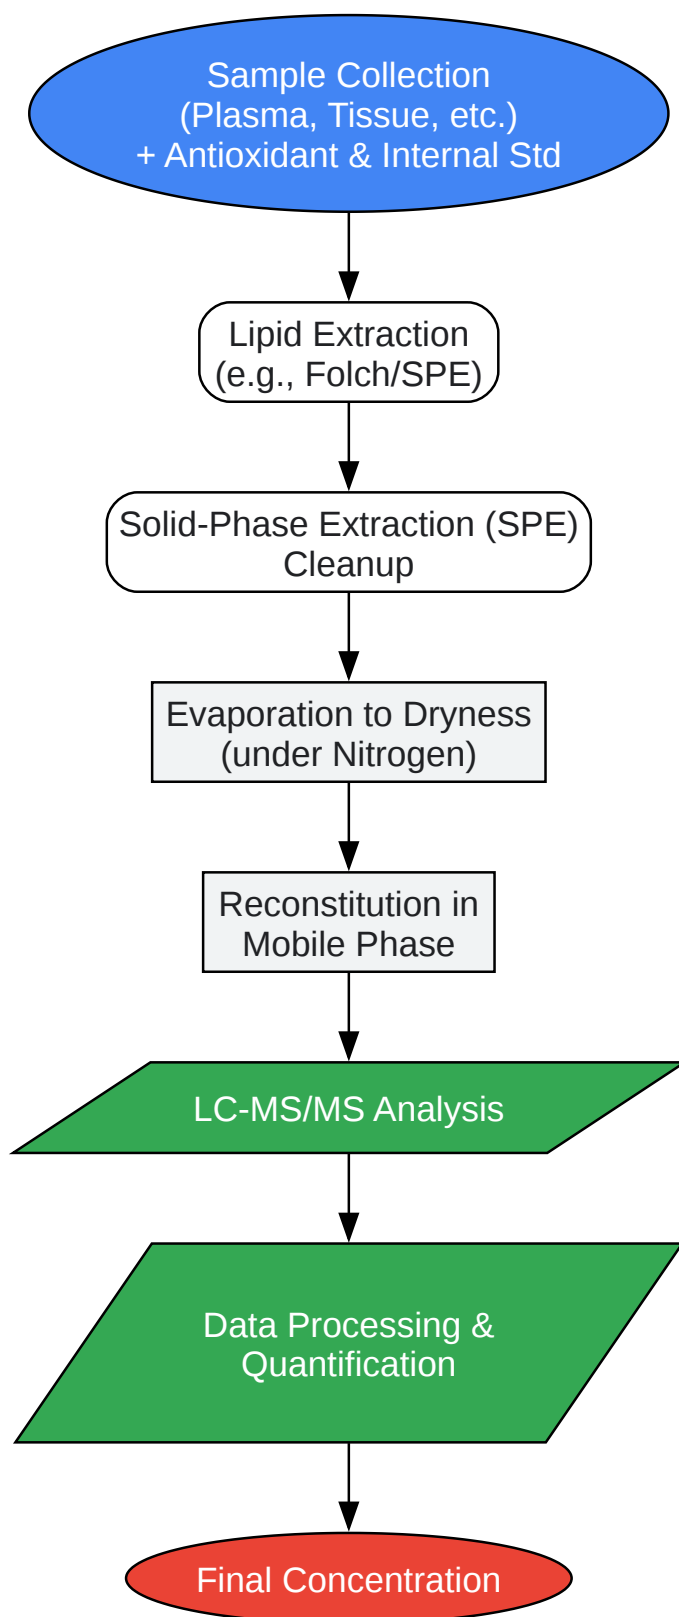 Sample Collection
(Plasma, Tissue, etc.)
+ Antioxidant & Internal Std
Lipid Extraction
(e.g., Folch/SPE)
Solid-Phase Extraction (SPE)
Cleanup
Evaporation to Dryness
(under Nitrogen)
Reconstitution in
Mobile Phase
LC-MS/MS Analysis
Data Processing &
Quantification
Final Concentration